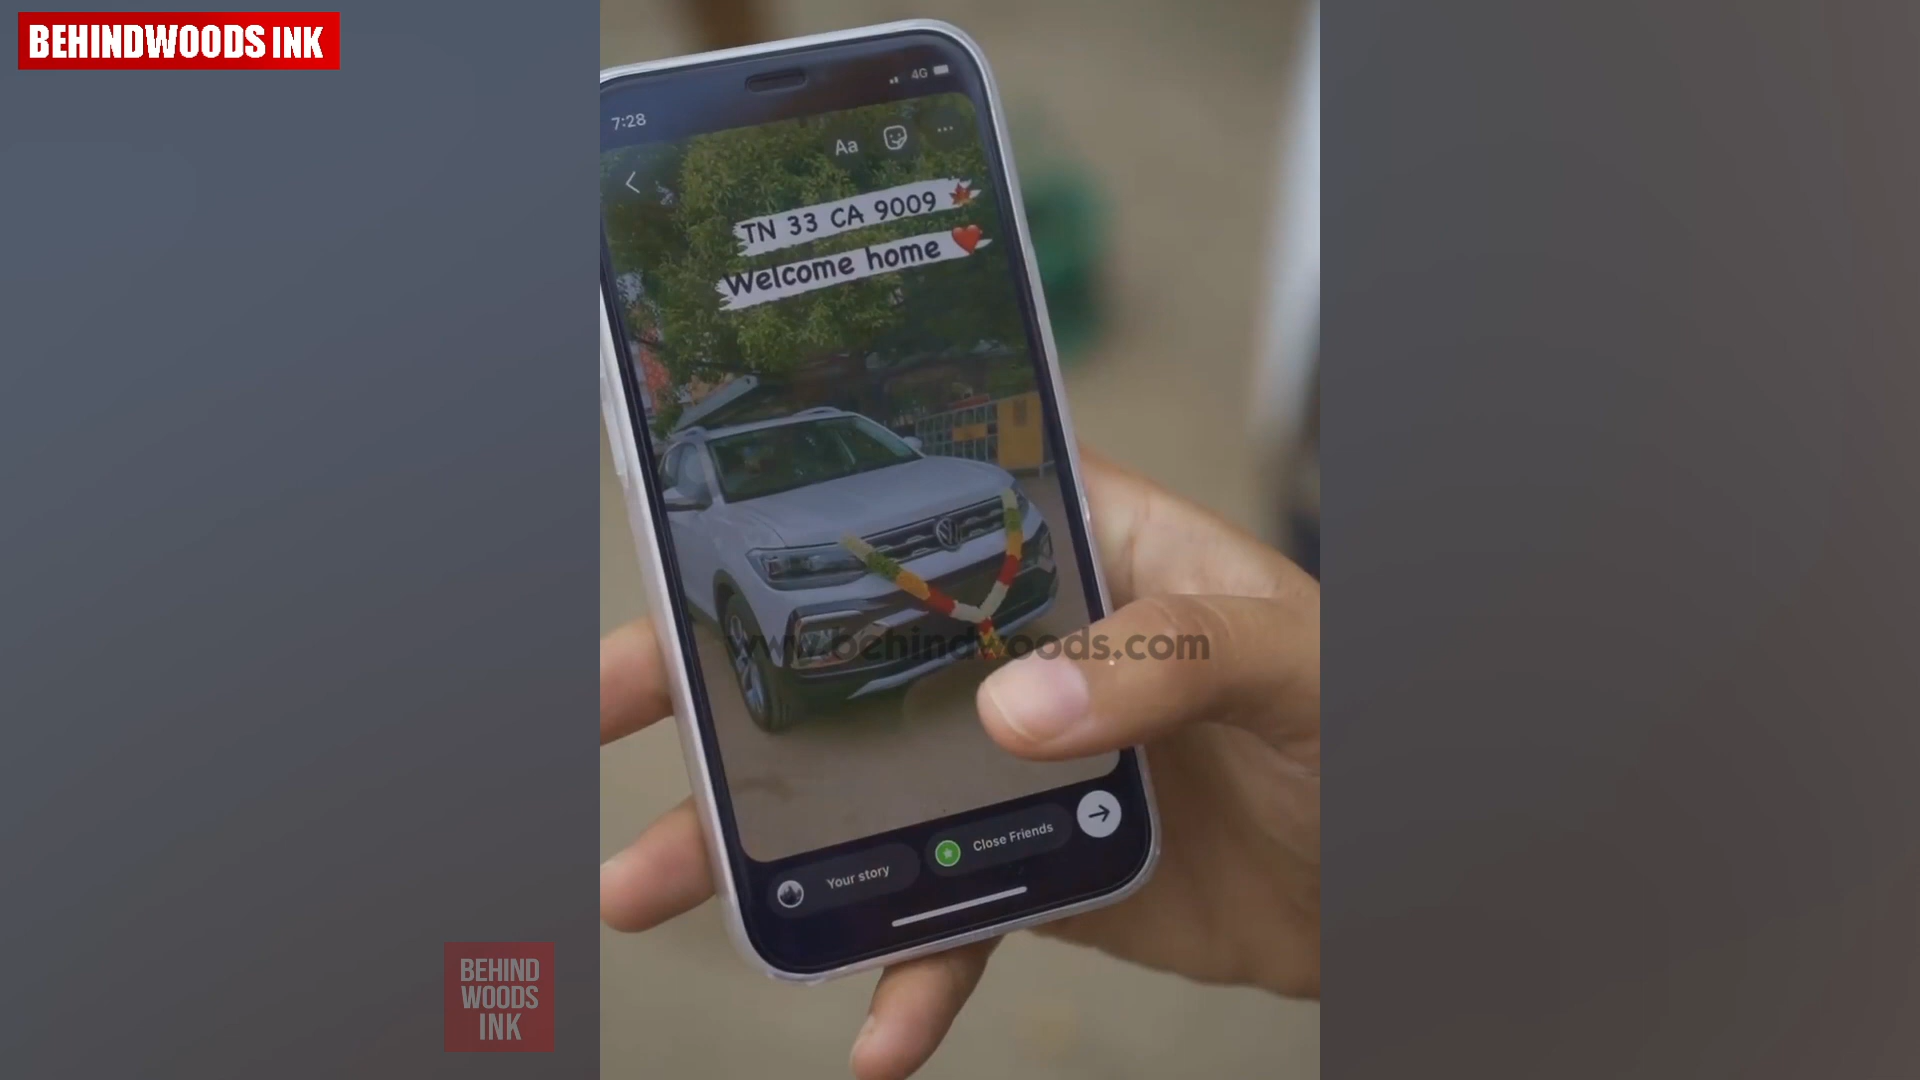 BEHINDWOODS INK
7:28
4G
Aa
TN 33 CA 9009
Welcome home
www.behindwoods.com
Your story
Close Friends
BEHIND
WOODS
INK